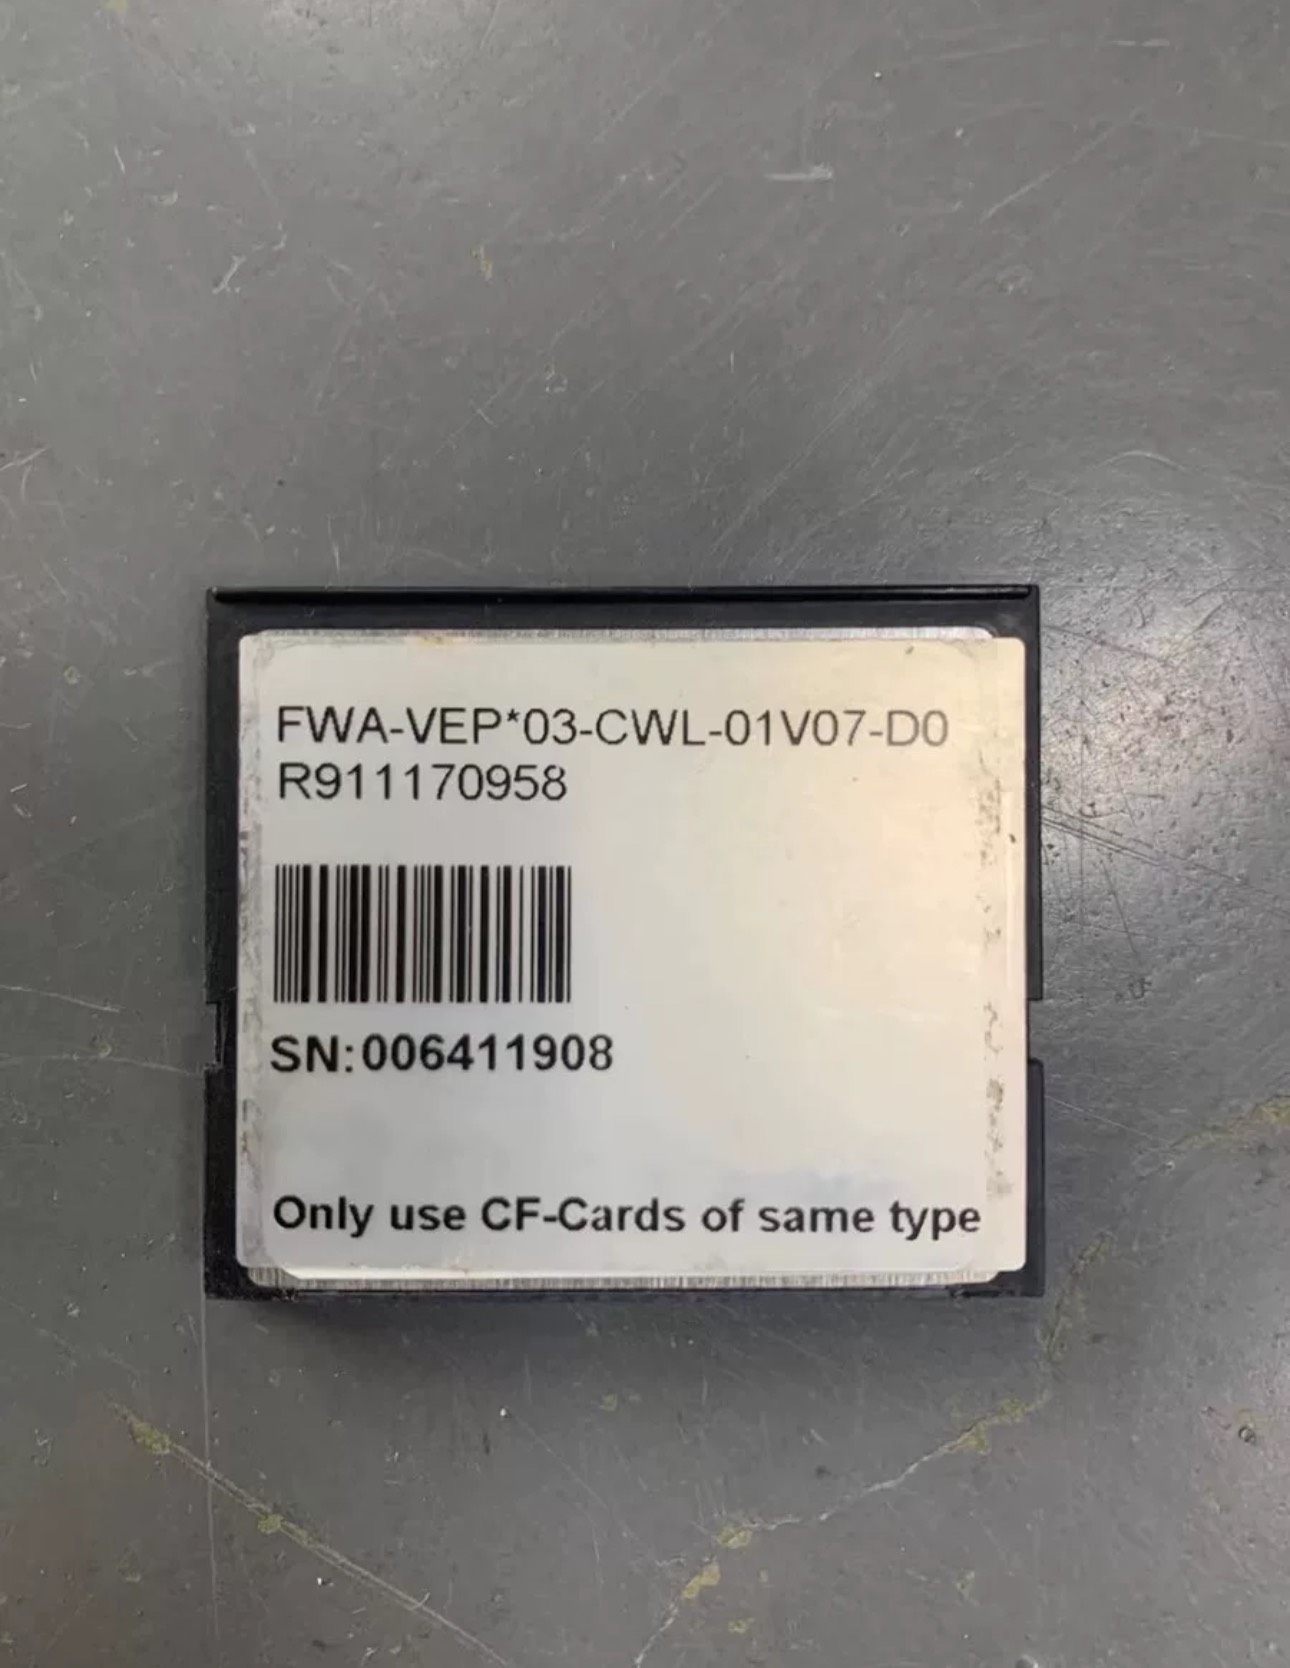 FWA-VEP*03-CWL-01V07-D0
R911170958
SN:006411908
Only use CF-Cards of same type